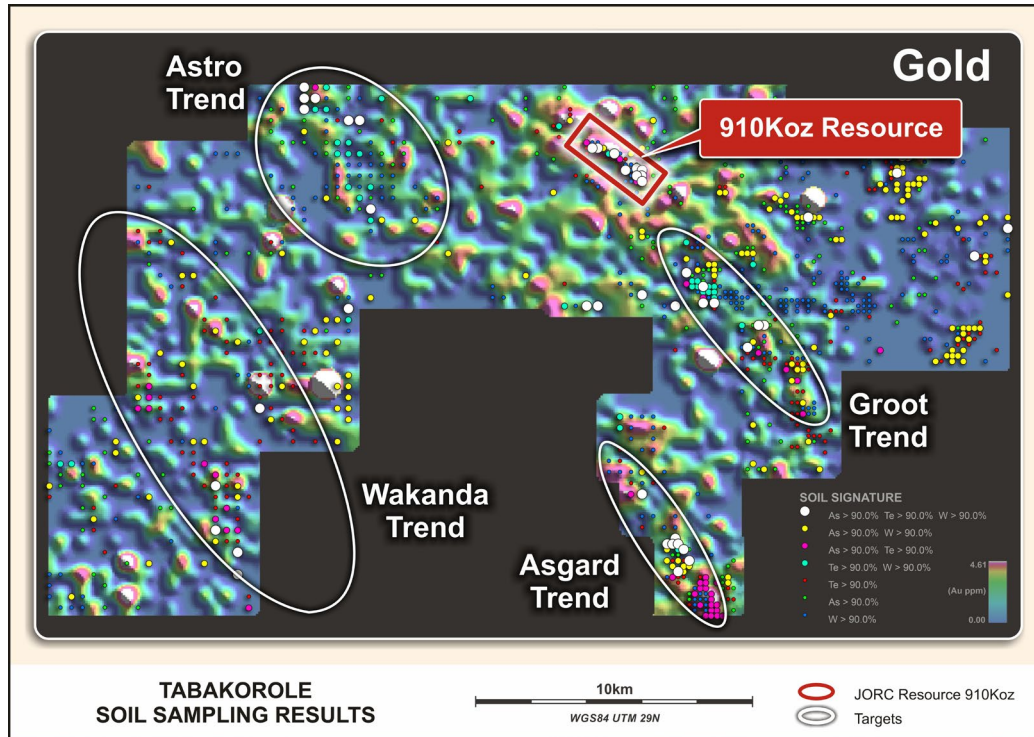 Gold
Astro
Trend
910Koz Resource
Groot
Trend
Wakanda
Trend
Asgard
Trend
SOIL SIGNATURE
As > 90.0% Te > 90.0% W > 90.0%
As > 90.0% W > 90.0%
As > 90.0% Te > 90.0%
Te > 90.0% W > 90.0%
Te > 90.0%
As > 90.0%
W > 90.0%
4.61
(Au ppm)
0.00
TABAKOROLE
SOIL SAMPLING RESULTS
10km
WGS84 UTM 29N
JORC Resource 910Koz
Targets